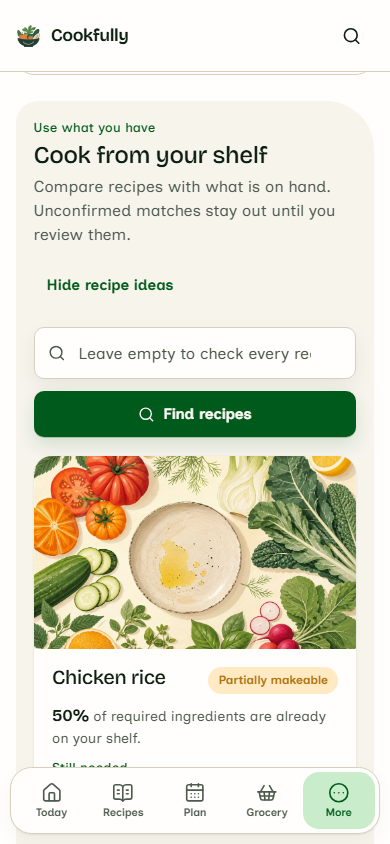 Cookfully
Use what you have
Cook from your shelf
Compare recipes with what is on hand.
Unconfirmed matches stay out until you
review them.
Hide recipe ideas
Leave empty to check every re
Find recipes
Chicken rice
Partially makeable
50% of required ingredients are already
on your shelf.
Still needed
Today
Recipes
Plan
Grocery
More